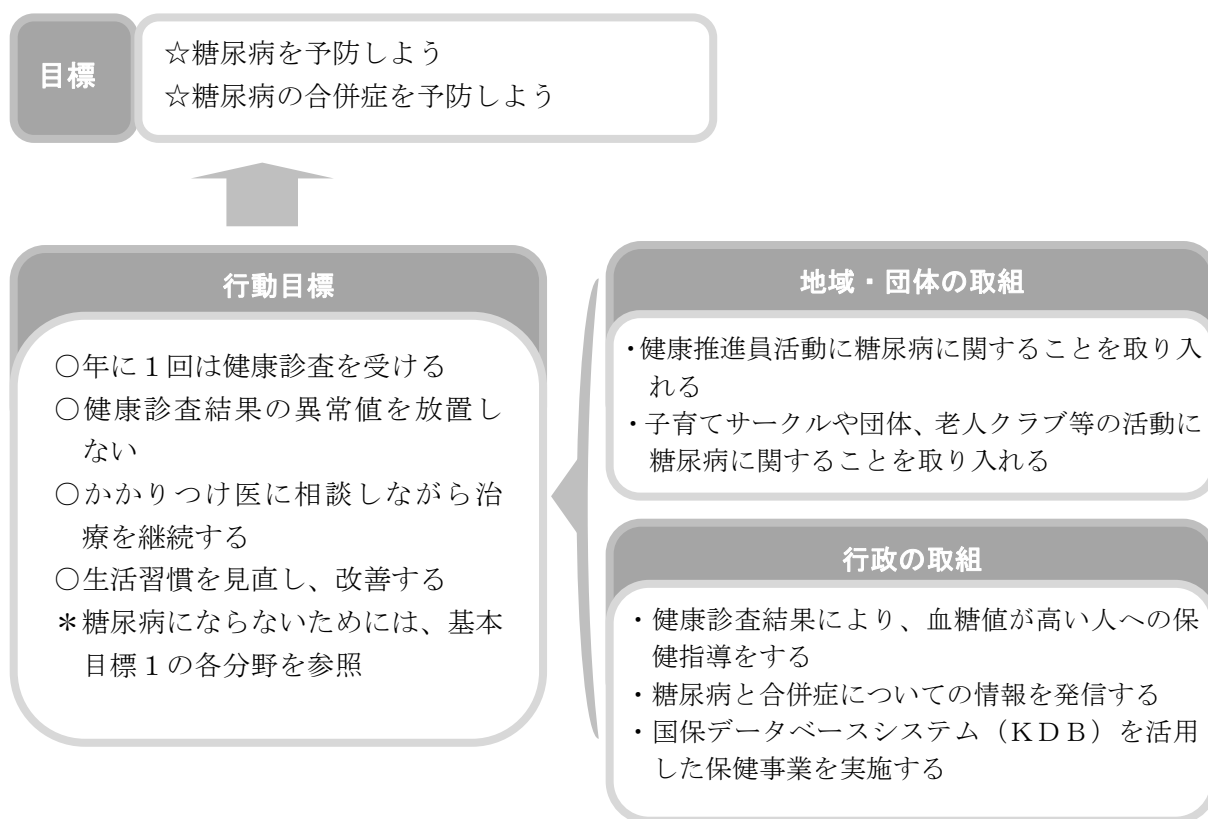 目標
☆糖尿病を予防しよう
☆糖尿病の合併症を予防しよう
行動目標
○年に１回は健康診査を受ける
○健康診査結果の異常値を放置し
ない
○かかりつけ医に相談しながら治
療を継続する
○生活習慣を見直し、改善する
＊糖尿病にならないためには、基本
目標１の各分野を参照
地域・団体の取組
・健康推進員活動に糖尿病に関することを取り入
れる
・子育てサークルや団体、老人クラブ等の活動に
糖尿病に関することを取り入れる
行政の取組
・健康診査結果により、血糖値が高い人への保
健指導をする
・糖尿病と合併症についての情報を発信する
・国保データベースシステム（ＫＤＢ）を活用
した保健事業を実施する